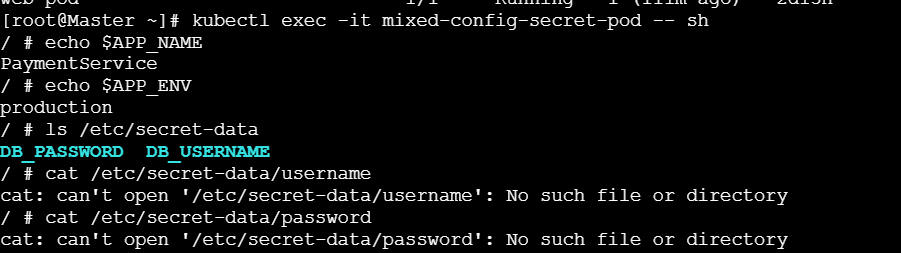 [root@Master ~]# kubectl exec -it mixed-config-secret-pod -- sh
/ # echo $APP_NAME
PaymentService
/ # echo $APP_ENV
production
/ # ls /etc/secret-data
DB_PASSWORD  DB_USERNAME
/ # cat /etc/secret-data/username
cat: can't open '/etc/secret-data/username': No such file or directory
/ # cat /etc/secret-data/password
cat: can't open '/etc/secret-data/password': No such file or directory